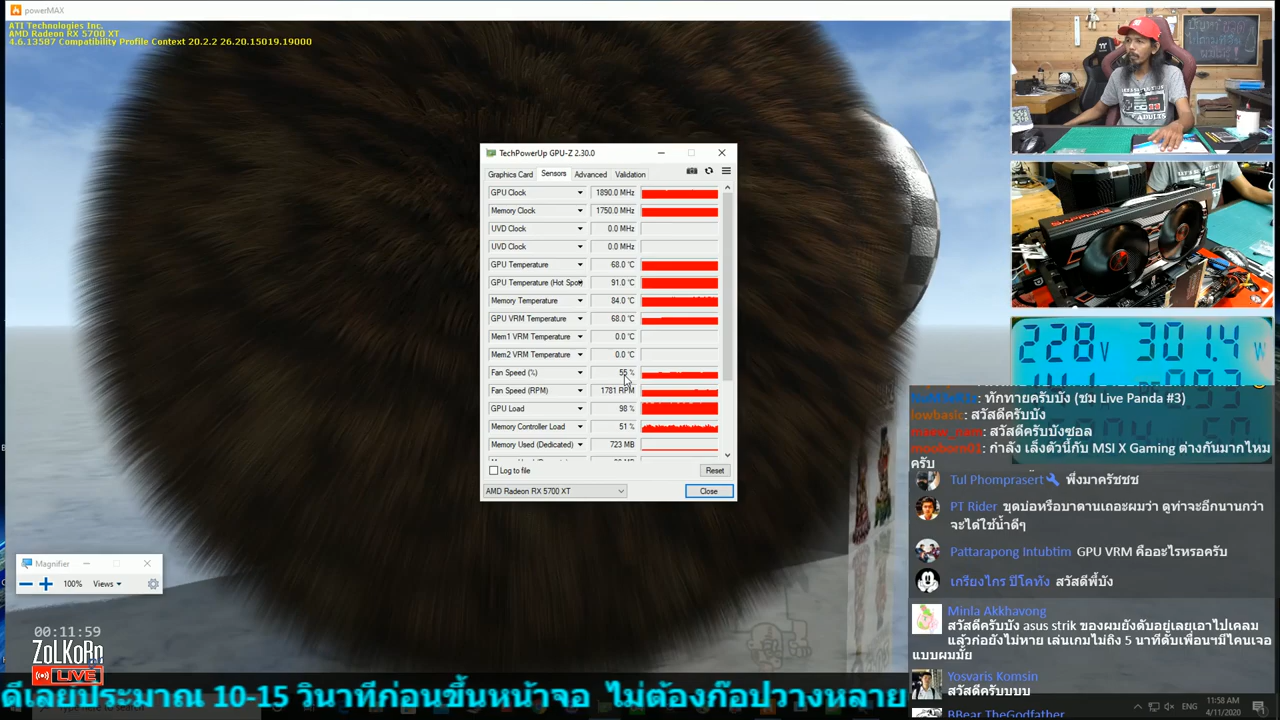 powerMAX
ATI Technologies Inc.
AMD Radeon RX 5700 XT
4.6.13587 Compatibility Profile Context 20.2.2 26.20.15019.19000
TechPowerUp GPU-Z 2.30.0
Graphics Card Sensors Advanced Validation
GPU Clock 1890.0 MHz
Memory Clock 1750.0 MHz
UVD Clock 0.0 MHz
UVD Clock 0.0 MHz
GPU Temperature 68.0 °C
GPU Temperature (Hot Spot) 91.0 °C
Memory Temperature 84.0 °C
GPU VRM Temperature 68.0 °C
Mem1 VRM Temperature 0.0 °C
Mem2 VRM Temperature 0.0 °C
Fan Speed (%) 55 %
Fan Speed (RPM) 1781 RPM
GPU Load 98 %
Memory Controller Load 51 %
Memory Used (Dedicated) 723 MB
Log to file Reset
AMD Radeon RX 5700 XT Close
Magnifier
100% Views
00:11:59
ZoLKoRn
LIVE
228 V 301.4 W
ทักทายครับบัง (ชม Live Panda #3)
lowbasic: สวัสดีครับบัง
สวัสดีครับบังซอล
mooborn01: กำลัง เล็งตัวนี้กับ MSI X Gaming ต่างกันมากไหม
ครับ
Tul Phomprasert พึ่งมาครัชชช
PT Rider ขุดบ่อหรือบาดานเถอะผมว่า ดูท่าจะอีกนานกว่า
จะได้ใช้น้ำดีๆ
Pattarapong Intubtim GPU VRM คืออะไรหรอครับ
เกรียงไกร ปีโคทัง สวัสดีพี้บัง
Minla Akkhavong
สวัสดีครับบัง asus strik ของผมยังดับอยู่เลยเอาไปเคลม
แล้วก่อยังไม่หาย เล่นเกมไม่ถึง 5 นาทีดับเพื่อนฯมีไคนเจอ
แบบผมมั้ย
Yosvaris Komsin
สวัสดีครับบบบ
BBear TheGodfather
ดีเลย์ประมาณ 10-15 วินาทีก่อนขึ้นหน้าจอ ไม่ต้องก๊อปวางหลาย
ENG
11:58 AM
4/11/2020